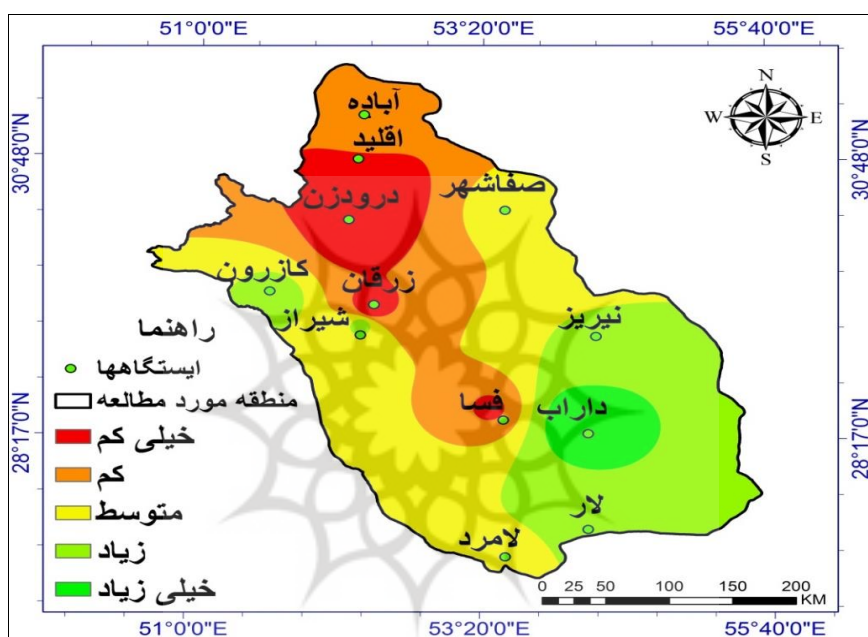 51°0'0"E 53°20'0"E 55°40'0"E
N
W E
S
30°48'0"N 30°48'0"N
آباده
اقلید
صفاشهر
درودزن
کازرون
زرقان
شیراز
نیریز
فسا
داراب
لار
لامرد
راهنما
ایستگاهها
منطقه مورد مطالعه
خیلی کم
کم
متوسط
زیاد
خیلی زیاد
28°17'0"N 28°17'0"N
0 25 50 100 150 200
KM
51°0'0"E 53°20'0"E 55°40'0"E